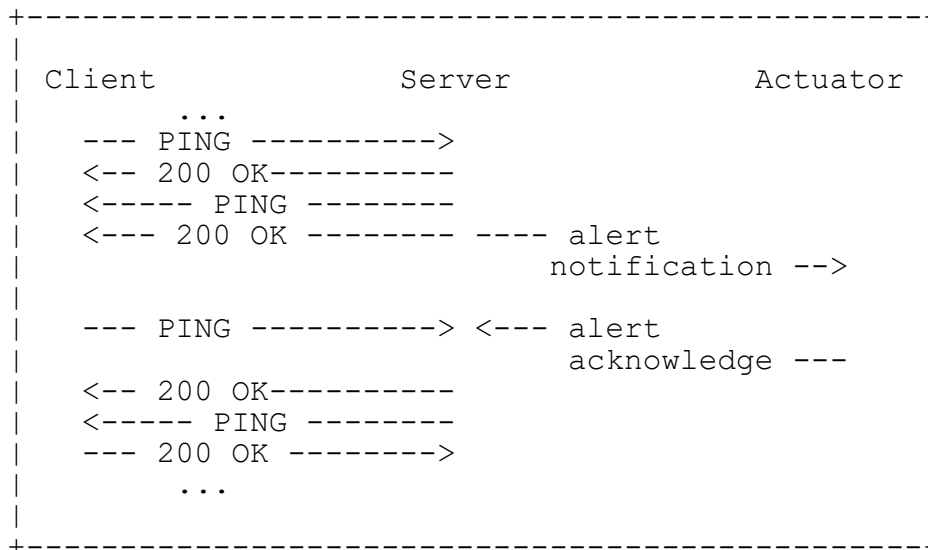 +------------------------------------------------
|
| Client             Server             Actuator
|       ...
|  --- PING ---------->
|  <-- 200 OK----------
|  <----- PING --------
|  <--- 200 OK -------- ---- alert
|                           notification -->
|
|  --- PING ----------> <--- alert
|                            acknowledge ---
|  <-- 200 OK----------
|  <----- PING --------
|  --- 200 OK -------->
|       ...
|
+------------------------------------------------